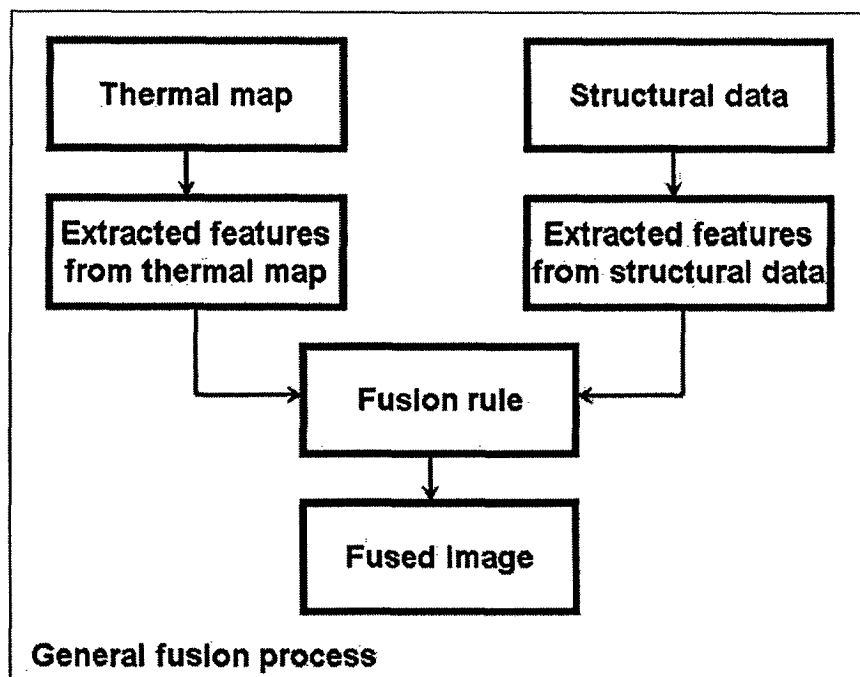 Thermal map
Structural data
Extracted features
from thermal map
Extracted features
from structural data
Fusion rule
Fused Image
General fusion process